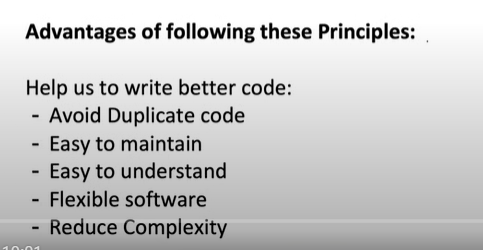 Advantages of following these Principles:
Help us to write better code:
- Avoid Duplicate code
- Easy to maintain
- Easy to understand
- Flexible software
- Reduce Complexity